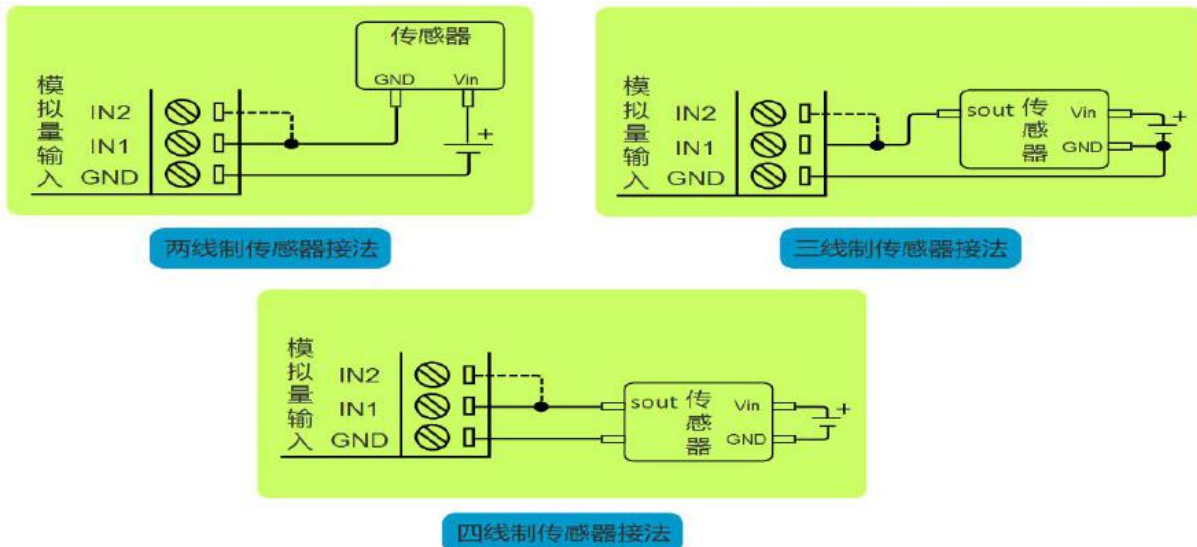 传感器
GND Vin
模拟量输入
IN2
IN1
GND
+
两线制传感器接法
模拟量输入
IN2
IN1
GND
sout 传感器
Vin
GND
+
三线制传感器接法
模拟量输入
IN2
IN1
GND
sout 传感器
Vin
GND
+
四线制传感器接法